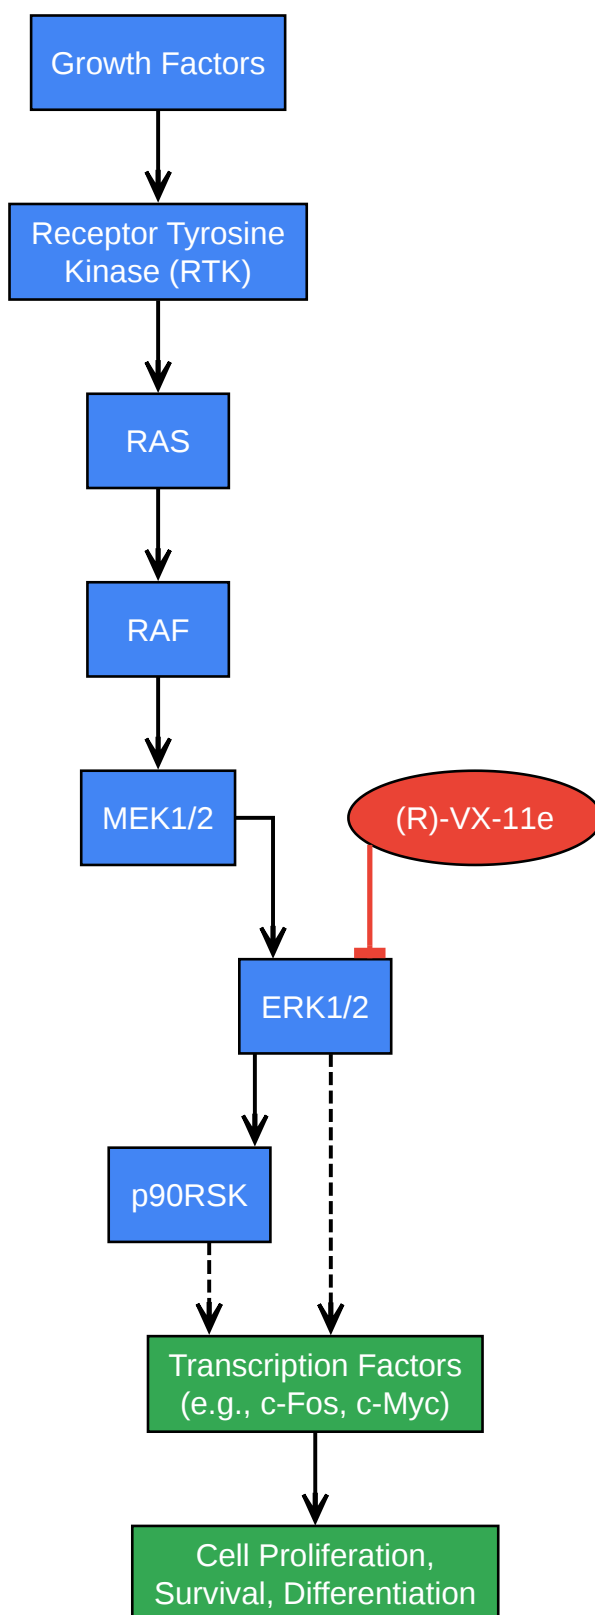 Growth Factors
Receptor Tyrosine
Kinase (RTK)
RAS
RAF
MEK1/2
(R)-VX-11e
ERK1/2
p90RSK
Transcription Factors
(e.g., c-Fos, c-Myc)
Cell Proliferation,
Survival, Differentiation